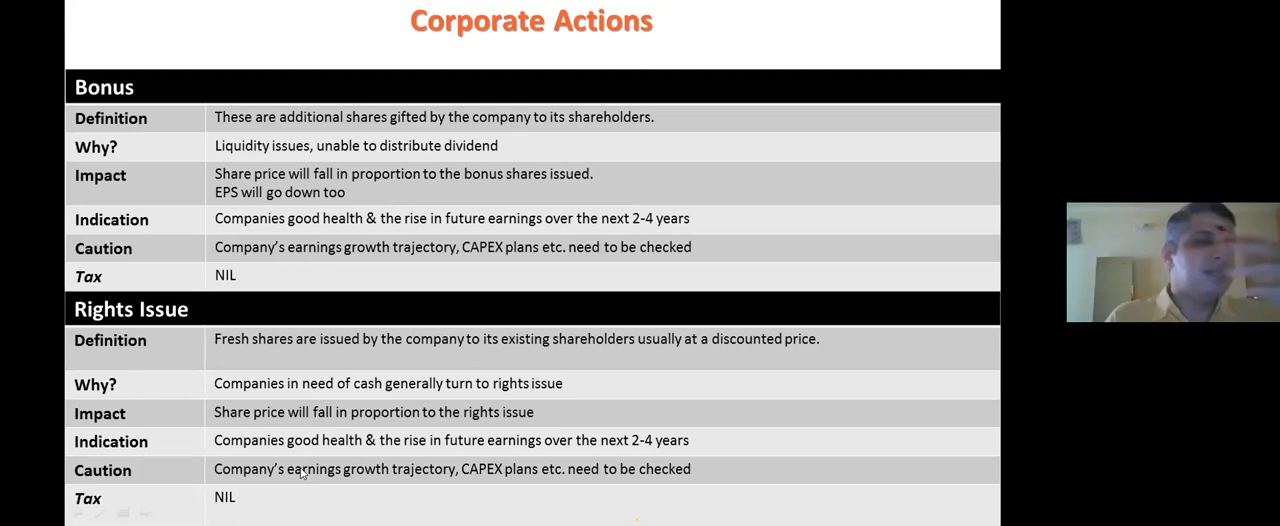 Corporate Actions
Bonus
Definition These are additional shares gifted by the company to its shareholders.
Why? Liquidity issues, unable to distribute dividend
Impact Share price will fall in proportion to the bonus shares issued.
EPS will go down too
Indication Companies good health & the rise in future earnings over the next 2-4 years
Caution Company's earnings growth trajectory, CAPEX plans etc. need to be checked
Tax NIL
Rights Issue
Definition Fresh shares are issued by the company to its existing shareholders usually at a discounted price.
Why? Companies in need of cash generally turn to rights issue
Impact Share price will fall in proportion to the rights issue
Indication Companies good health & the rise in future earnings over the next 2-4 years
Caution Company's earnings growth trajectory, CAPEX plans etc. need to be checked
Tax NIL